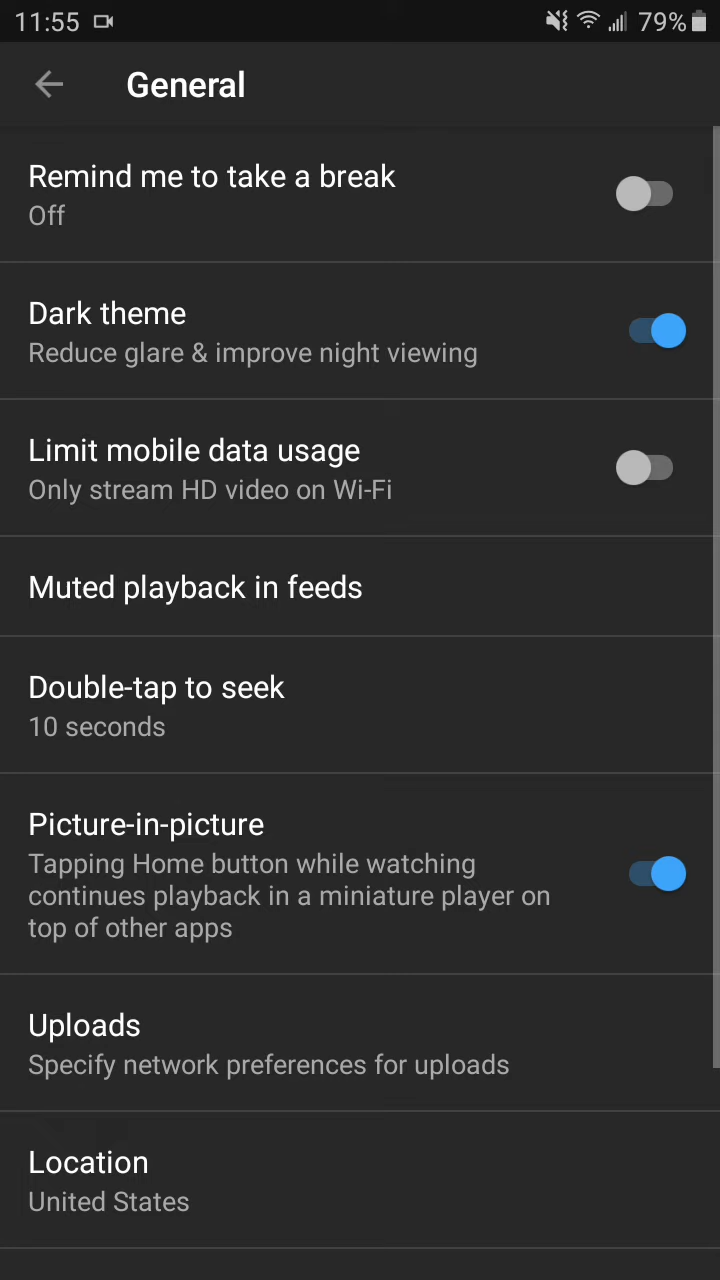 11:55 79%
General
Remind me to take a break
Off
Dark theme
Reduce glare & improve night viewing
Limit mobile data usage
Only stream HD video on Wi-Fi
Muted playback in feeds
Double-tap to seek
10 seconds
Picture-in-picture
Tapping Home button while watching
continues playback in a miniature player on
top of other apps
Uploads
Specify network preferences for uploads
Location
United States